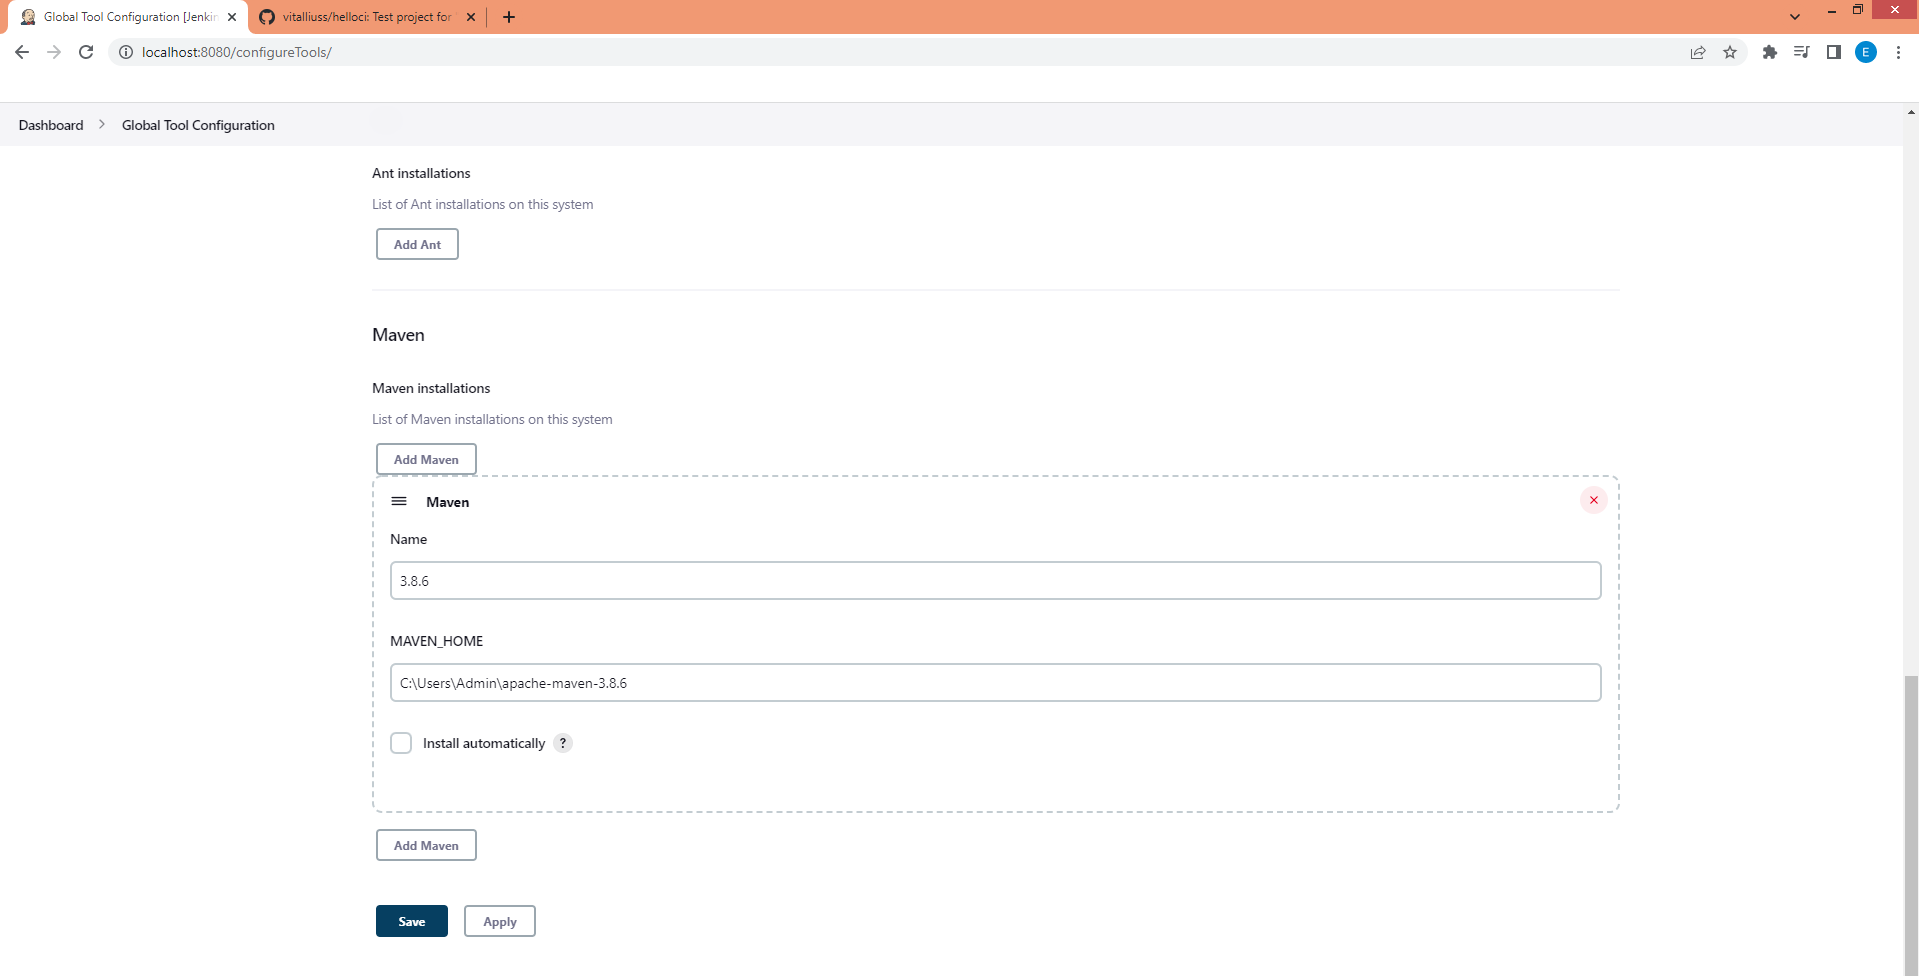 Global Tool Configuration [Jenkin
vitalliuss/helloci: Test project for
localhost:8080/configureTools/
E
Dashboard
Global Tool Configuration
Ant installations
List of Ant installations on this system
Add Ant
Maven
Maven installations
List of Maven installations on this system
Add Maven
Maven
Name
3.8.6
MAVEN_HOME
C:\Users\Admin\apache-maven-3.8.6
Install automatically ?
Add Maven
Save Apply